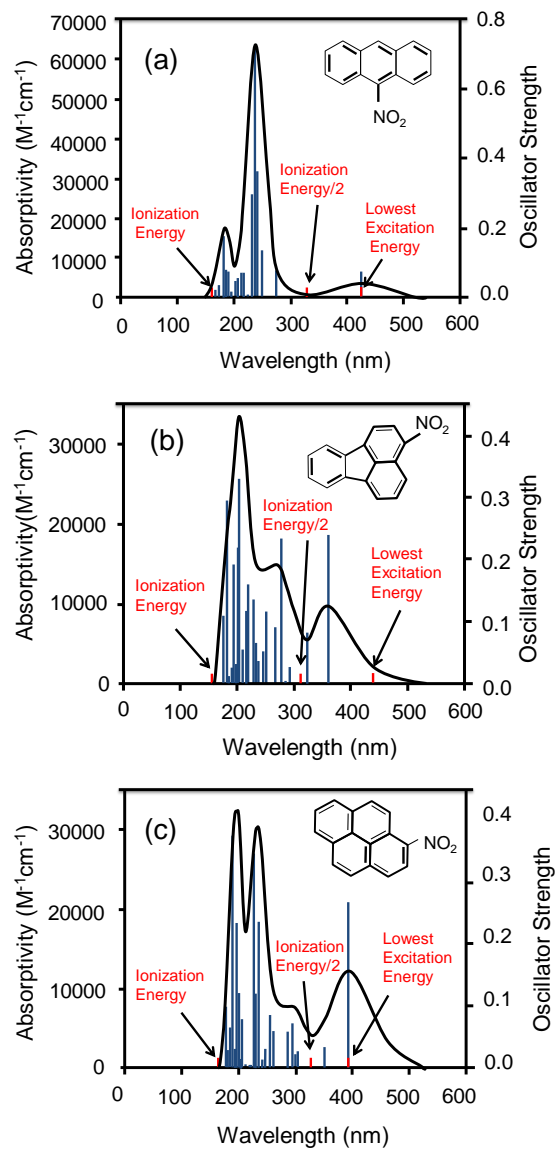 (a)
NO2
Ionization
Energy/2
Ionization
Energy
Lowest
Excitation
Energy
Absorptivity (M-1cm-1)
70000
60000
50000
40000
30000
20000
10000
0
0.8
0.6
0.4
0.2
0.0
Oscillator Strength
0 100 200 300 400 500 600
Wavelength (nm)
(b)
NO2
Ionization
Energy/2
Ionization
Energy
Lowest
Excitation
Energy
Absorptivity(M-1cm-1)
30000
20000
10000
0
0.4
0.3
0.2
0.1
0.0
Oscillator Strength
0 100 200 300 400 500 600
Wavelength (nm)
(c)
NO2
Ionization
Energy/2
Ionization
Energy
Lowest
Excitation
Energy
Absorptivity (M-1cm-1)
30000
20000
10000
0
0.4
0.3
0.2
0.1
0.0
Oscillator Strength
0 100 200 300 400 500 600
Wavelength (nm)